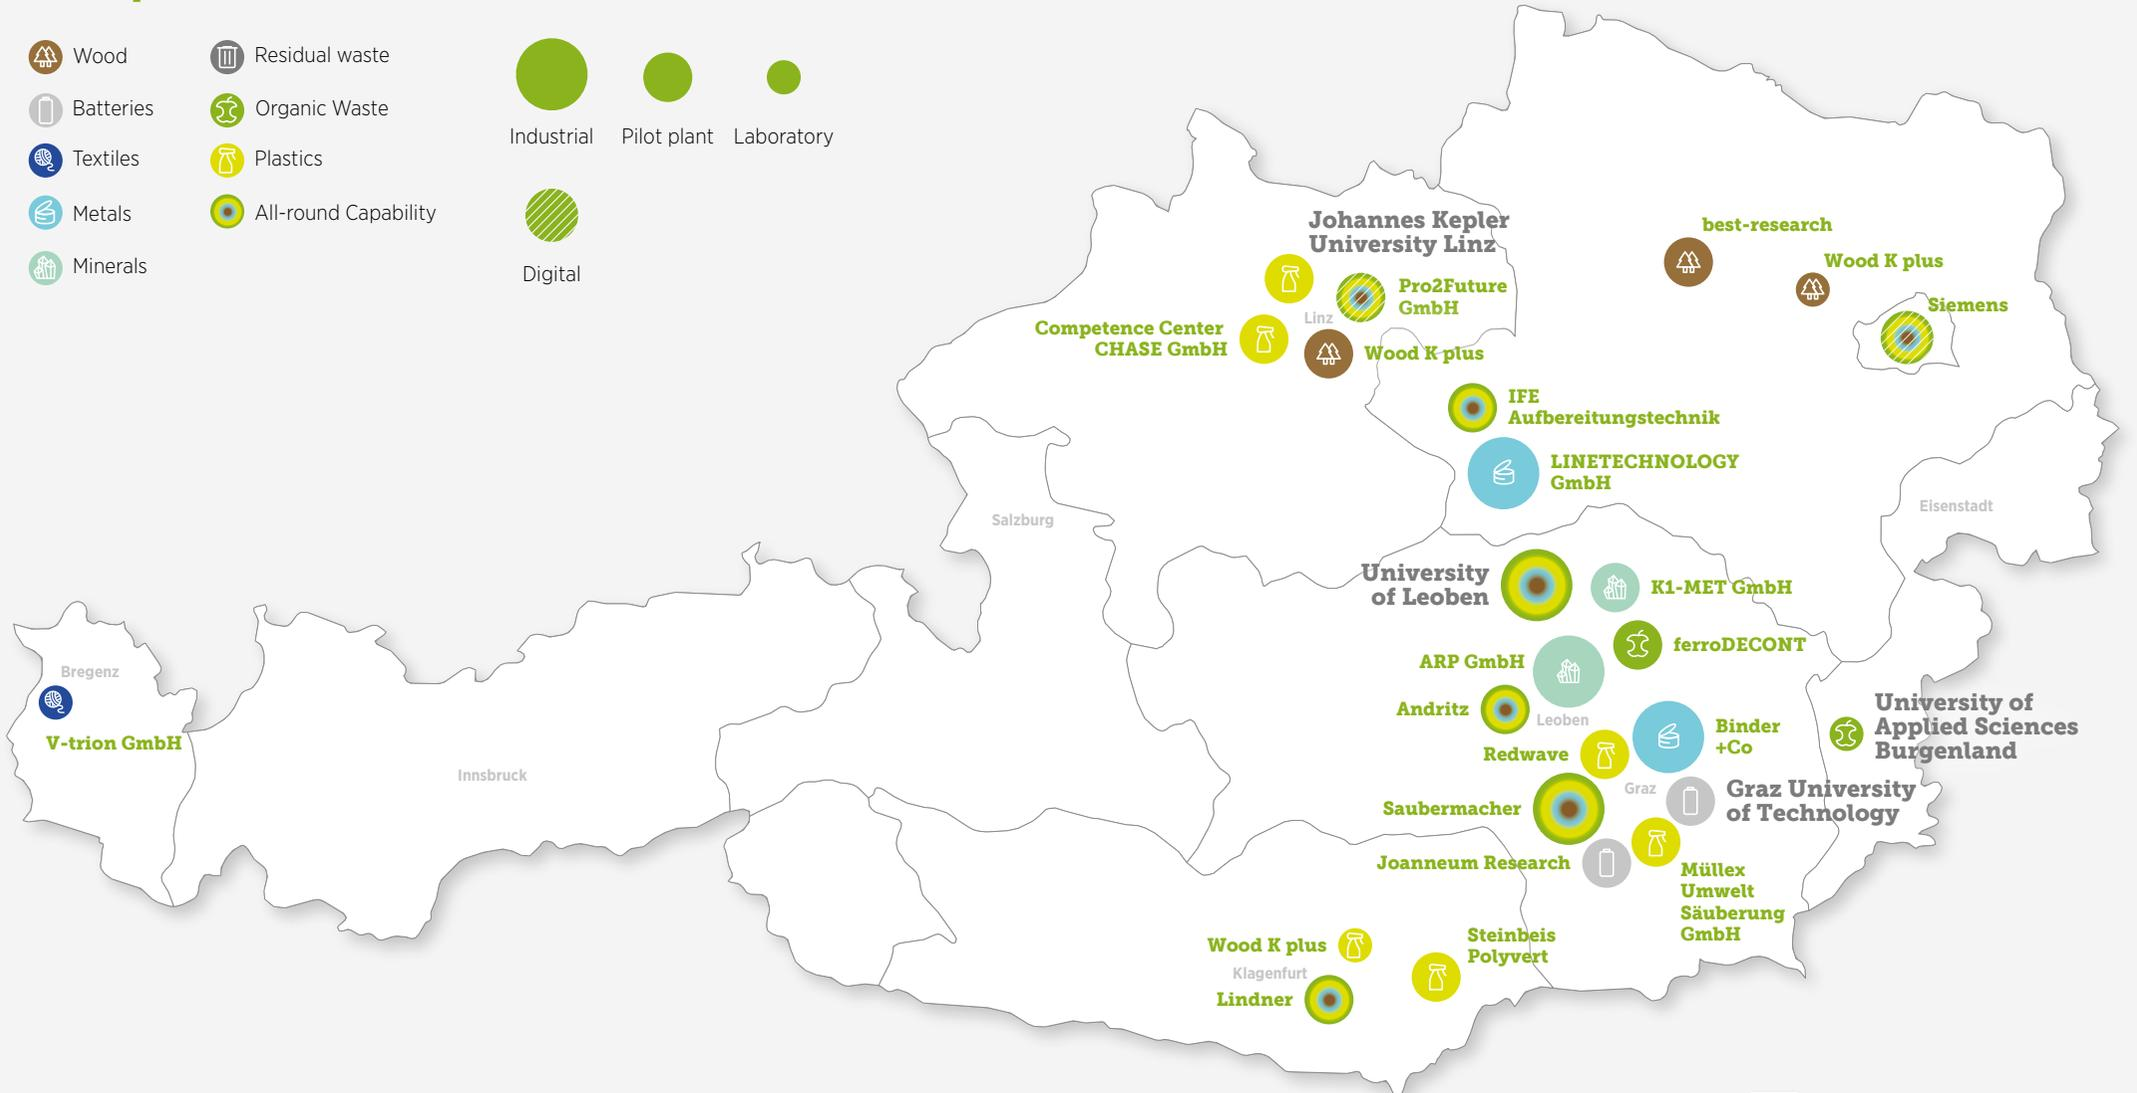 Wood
Residual waste
Batteries
Organic Waste
Textiles
Plastics
Metals
All-round Capability
Minerals
Industrial
Pilot plant
Laboratory
Digital
Johannes Kepler
University Linz
best-research
Wood K plus
Siemens
Pro2Future
GmbH
Linz
Competence Center
CHASE GmbH
Wood K plus
IFE
Aufbereitungstechnik
LINETECHNOLOGY
GmbH
Salzburg
Eisenstadt
University
of Leoben
K1-MET GmbH
ferroDECONT
ARP GmbH
Andritz
Leoben
Redwave
Binder
+Co
University of
Applied Sciences
Burgenland
Bregenz
V-trion GmbH
Innsbruck
Graz
Graz University
of Technology
Saubermacher
Joanneum Research
Müllex
Umwelt
Säuberung
GmbH
Wood K plus
Klagenfurt
Lindner
Steinbeis
Polyvert